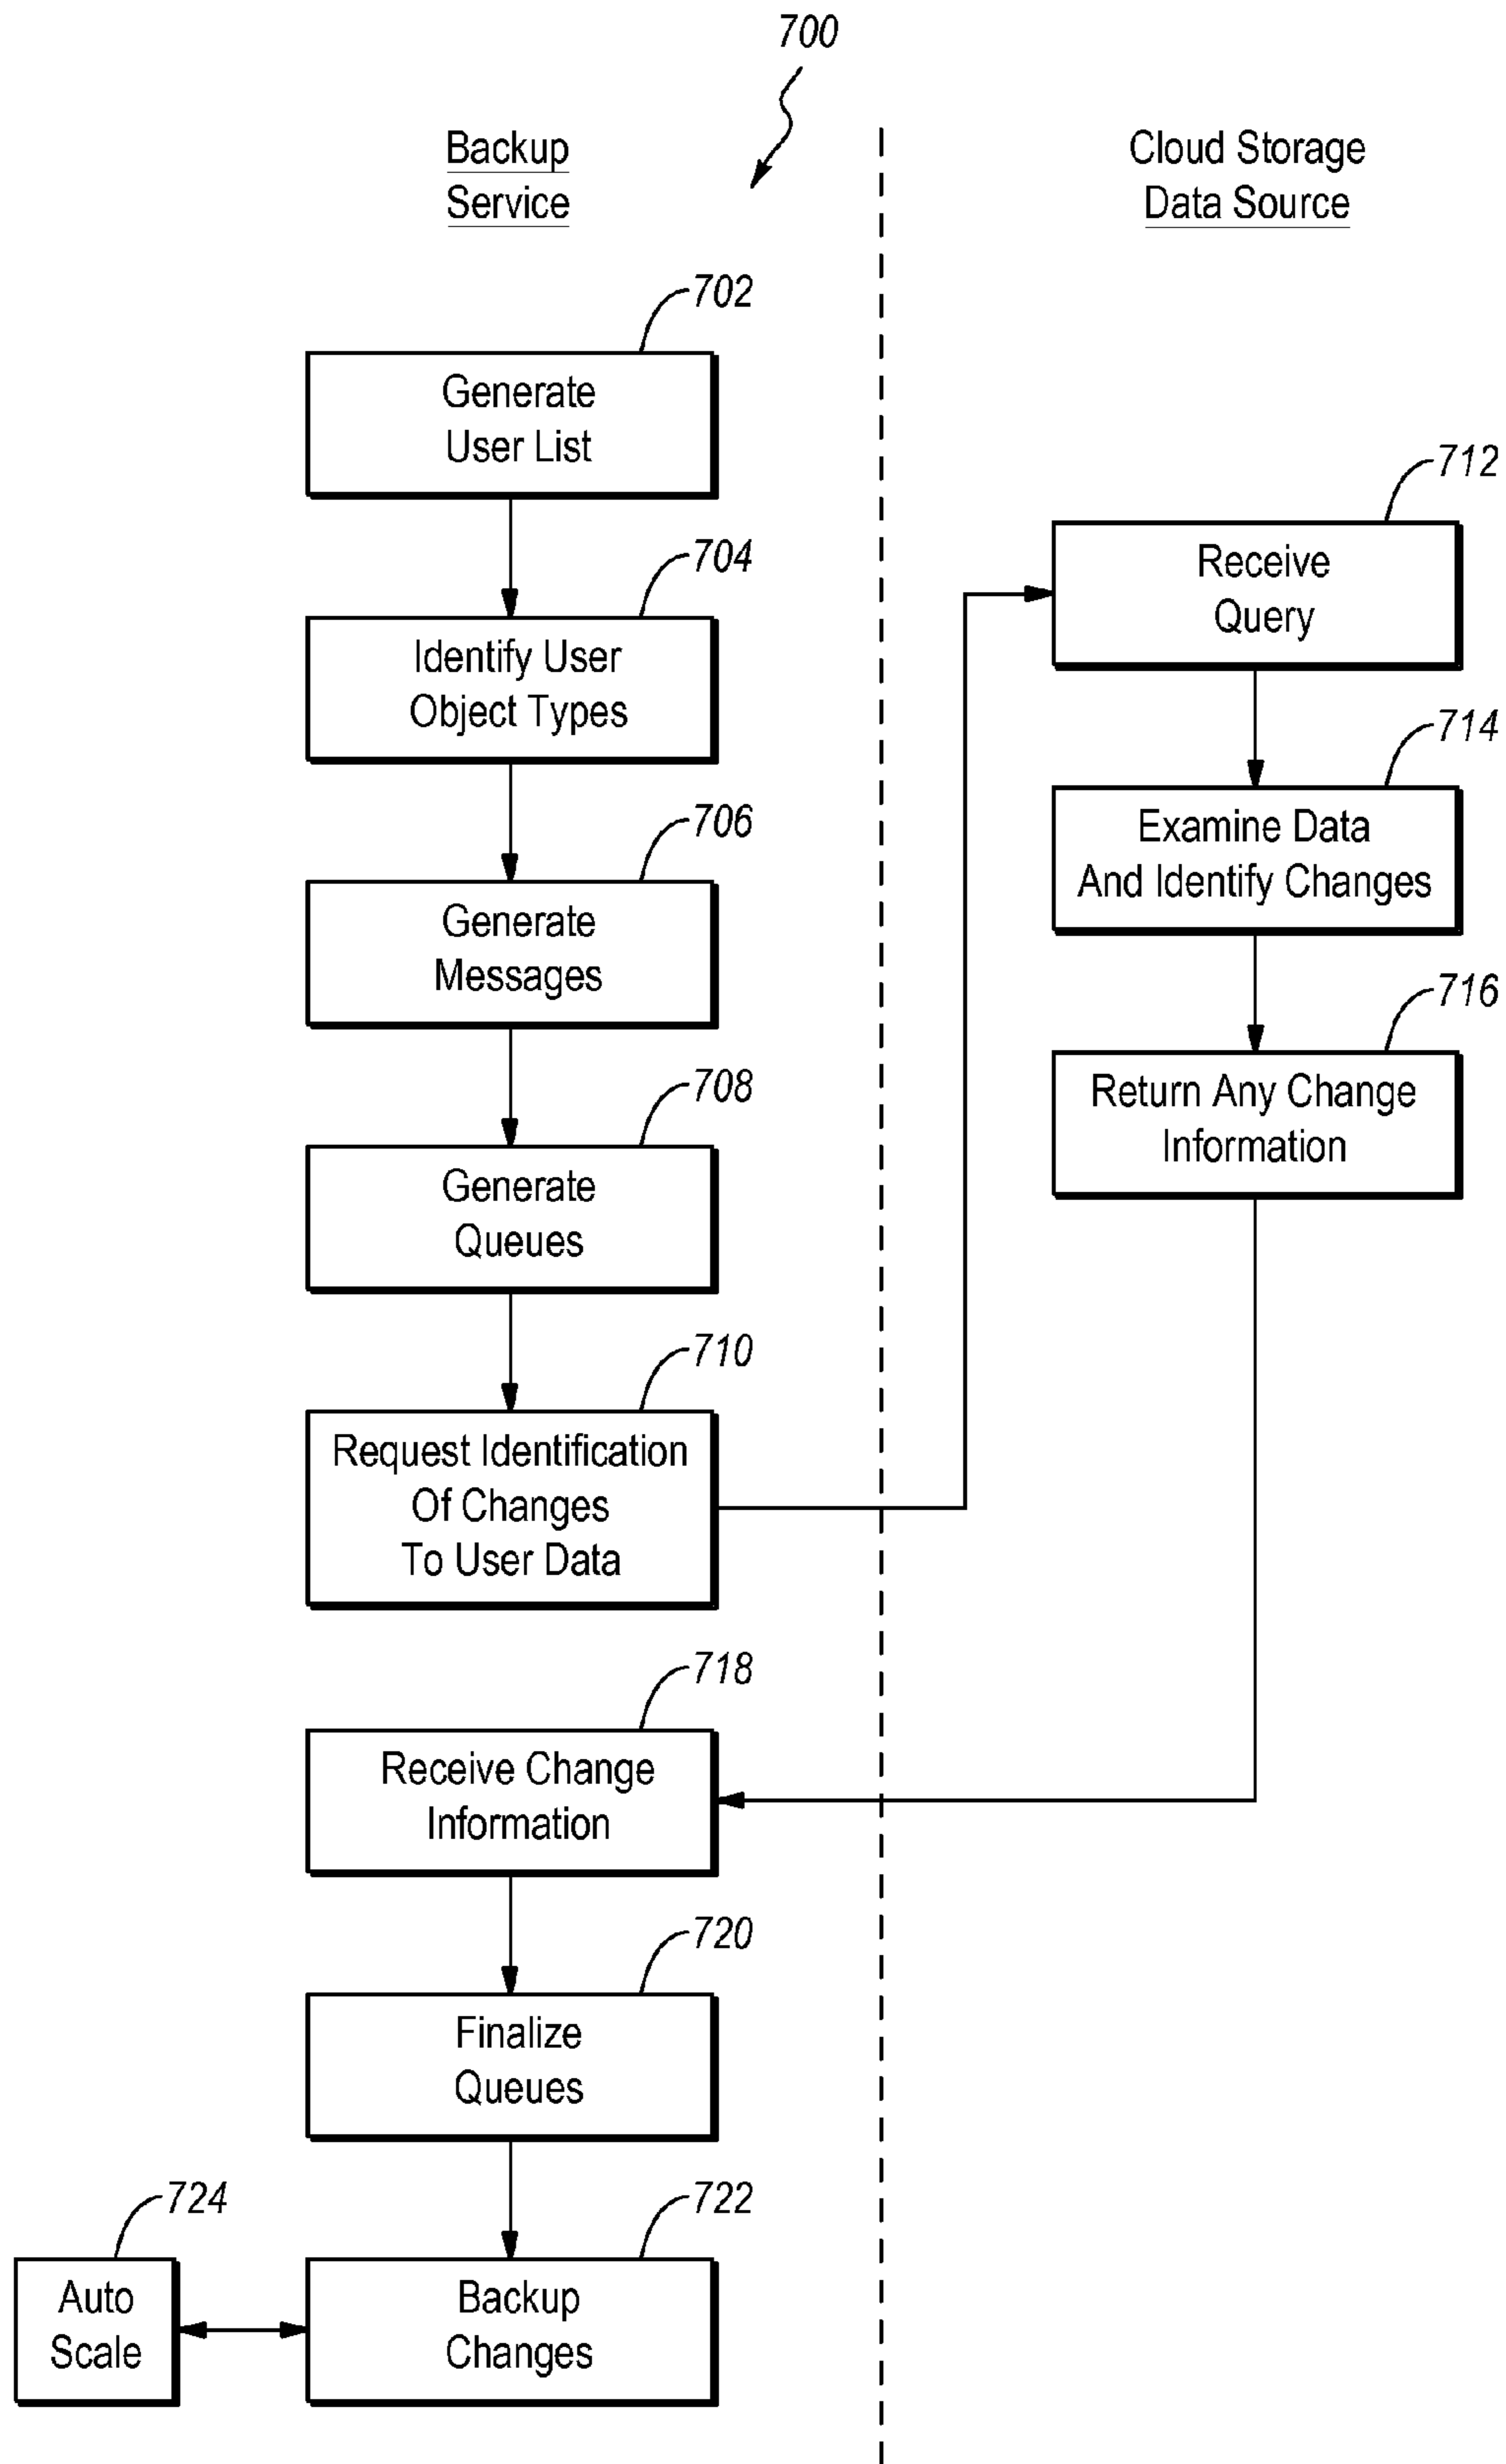 700
Backup
Service
Cloud Storage
Data Source
702
Generate
User List
704
Identify User
Object Types
706
Generate
Messages
708
Generate
Queues
710
Request Identification
Of Changes
To User Data
712
Receive
Query
714
Examine Data
And Identify Changes
716
Return Any Change
Information
718
Receive Change
Information
720
Finalize
Queues
722
Backup
Changes
724
Auto
Scale